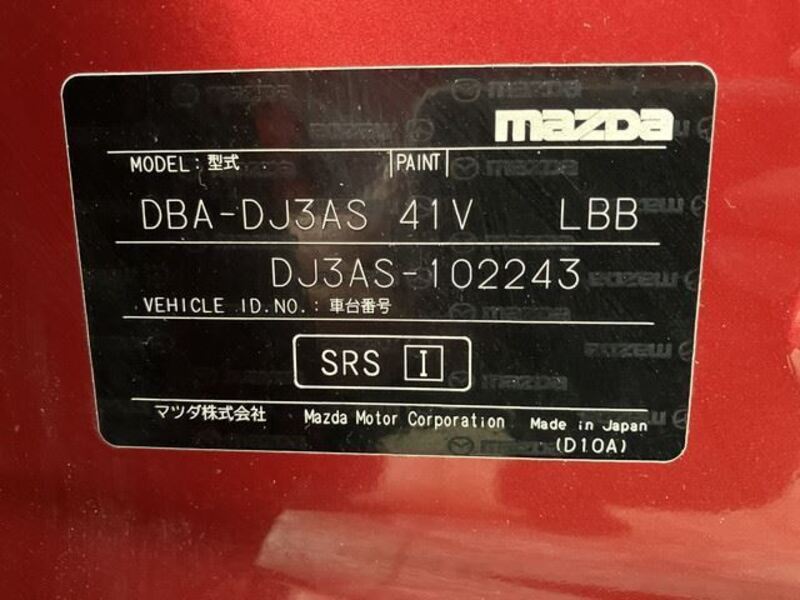 mazda
MODEL: 型式 PAINT
DBA-DJ3AS 41V LBB
DJ3AS-102243
VEHICLE ID.NO.: 車台番号
SRS I
マツダ株式会社 Mazda Motor Corporation Made in Japan
(D10A)